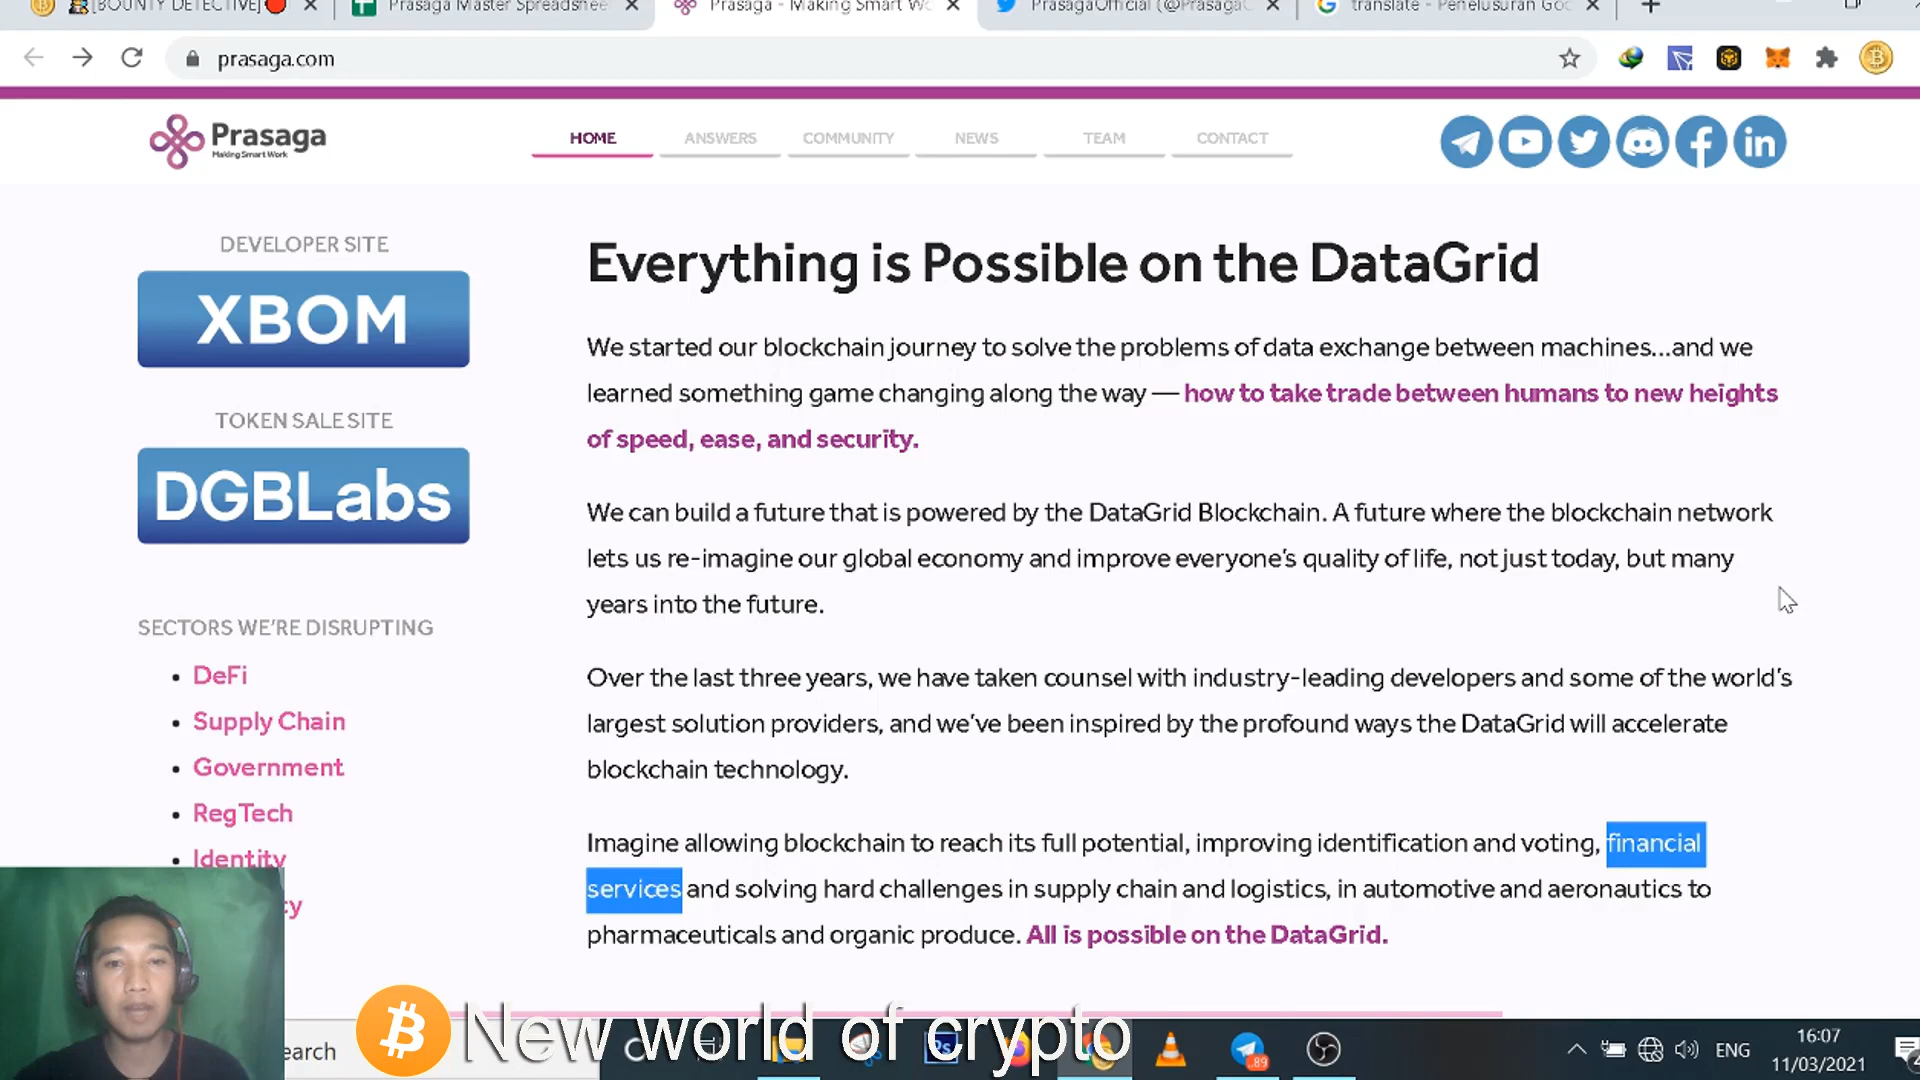 [BOUNTY DETECTIVE]
Prasaga Master Spreadshee
Prasaga - Making Smart Wo
PrasagaOfficial (@Prasaga
translate - Penelusuran Goo
prasaga.com
Prasaga
Making Smart Work
HOME
ANSWERS
COMMUNITY
NEWS
TEAM
CONTACT
DEVELOPER SITE
XBOM
TOKEN SALE SITE
DGBLabs
SECTORS WE'RE DISRUPTING
• DeFi
• Supply Chain
• Government
• RegTech
• Identity
ty
Everything is Possible on the DataGrid
We started our blockchain journey to solve the problems of data exchange between machines...and we
learned something game changing along the way — how to take trade between humans to new heights
of speed, ease, and security.
We can build a future that is powered by the DataGrid Blockchain. A future where the blockchain network
lets us re-imagine our global economy and improve everyone's quality of life, not just today, but many
years into the future.
Over the last three years, we have taken counsel with industry-leading developers and some of the world's
largest solution providers, and we've been inspired by the profound ways the DataGrid will accelerate
blockchain technology.
Imagine allowing blockchain to reach its full potential, improving identification and voting, financial
services and solving hard challenges in supply chain and logistics, in automotive and aeronautics to
pharmaceuticals and organic produce. All is possible on the DataGrid.
New world of crypto
earch
Ps
89
ENG
16:07
11/03/2021